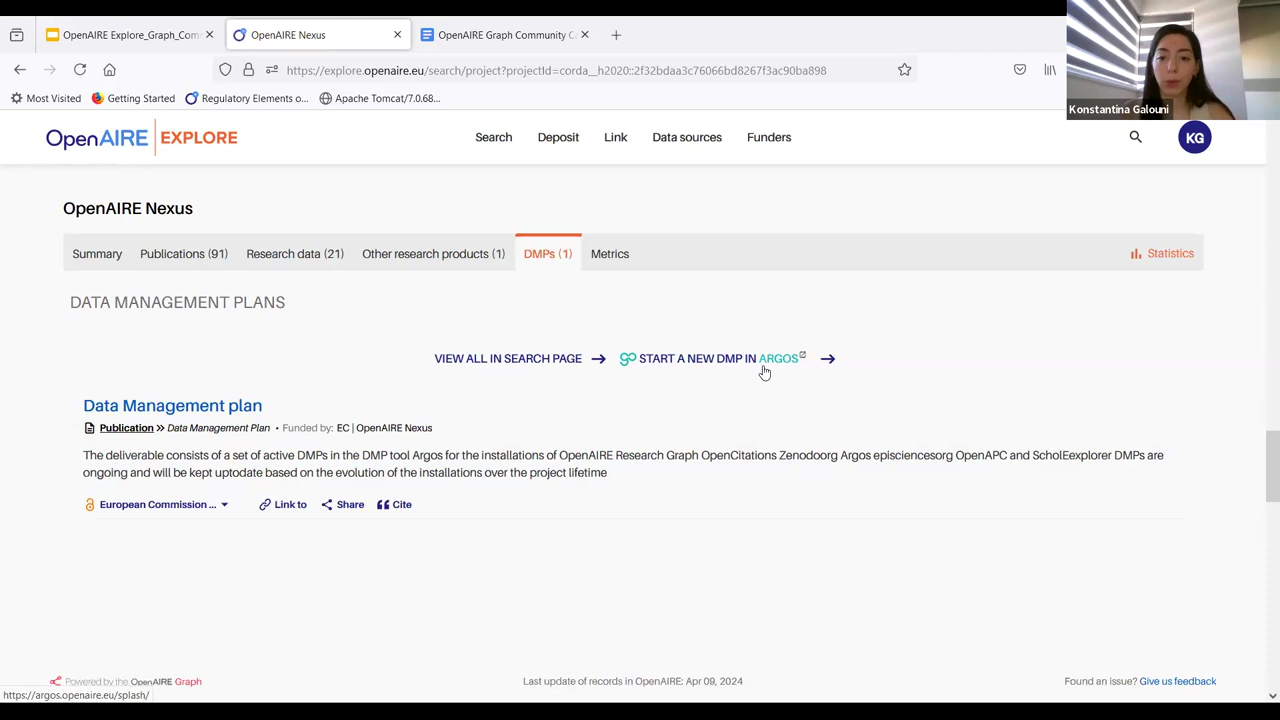 OpenAIRE Explore_Graph_Com
OpenAIRE Nexus
OpenAIRE Graph Community C
https://explore.openaire.eu/search/project?projectId=corda__h2020::2f32bdaa3c76066bd8267f3ac90ba898
Most Visited
Getting Started
Regulatory Elements o...
Apache Tomcat/7.0.68...
Konstantina Galouni
OpenAIRE EXPLORE
Search
Deposit
Link
Data sources
Funders
KG
OpenAIRE Nexus
Summary
Publications (91)
Research data (21)
Other research products (1)
DMPs (1)
Metrics
Statistics
DATA MANAGEMENT PLANS
VIEW ALL IN SEARCH PAGE
START A NEW DMP IN ARGOS
Data Management plan
Publication » Data Management Plan • Funded by: EC | OpenAIRE Nexus
The deliverable consists of a set of active DMPs in the DMP tool Argos for the installations of OpenAIRE Research Graph OpenCitations Zenodoorg Argos episciencesorg OpenAPC and ScholEexplorer DMPs are
ongoing and will be kept uptodate based on the evolution of the installations over the project lifetime
European Commission ...
Link to
Share
Cite
Powered by the OpenAIRE Graph
Last update of records in OpenAIRE: Apr 09, 2024
Found an issue? Give us feedback
https://argos.openaire.eu/splash/